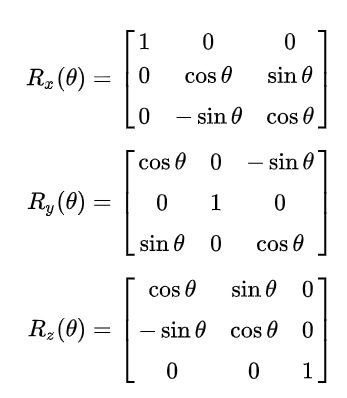 R_x(θ) = [ 1 0 0
0 cos θ sin θ
0 − sin θ cos θ ]
R_y(θ) = [ cos θ 0 − sin θ
0 1 0
sin θ 0 cos θ ]
R_z(θ) = [ cos θ sin θ 0
− sin θ cos θ 0
0 0 1 ]